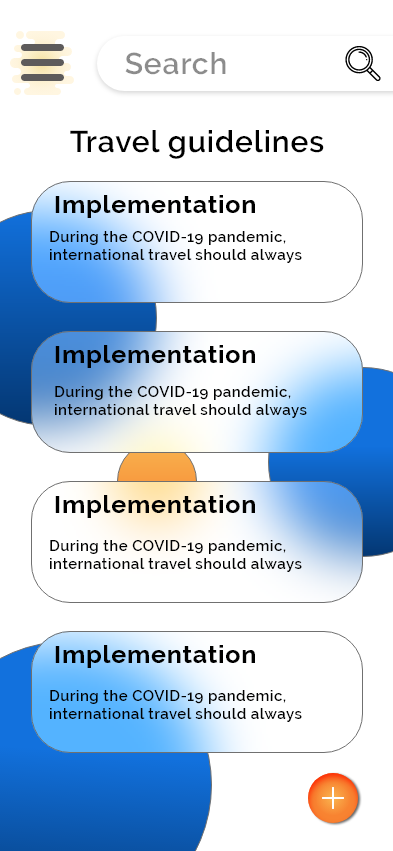 Search
Travel guidelines
Implementation
During the COVID-19 pandemic,
international travel should always
Implementation
During the COVID-19 pandemic,
international travel should always
Implementation
During the COVID-19 pandemic,
international travel should always
Implementation
During the COVID-19 pandemic,
international travel should always